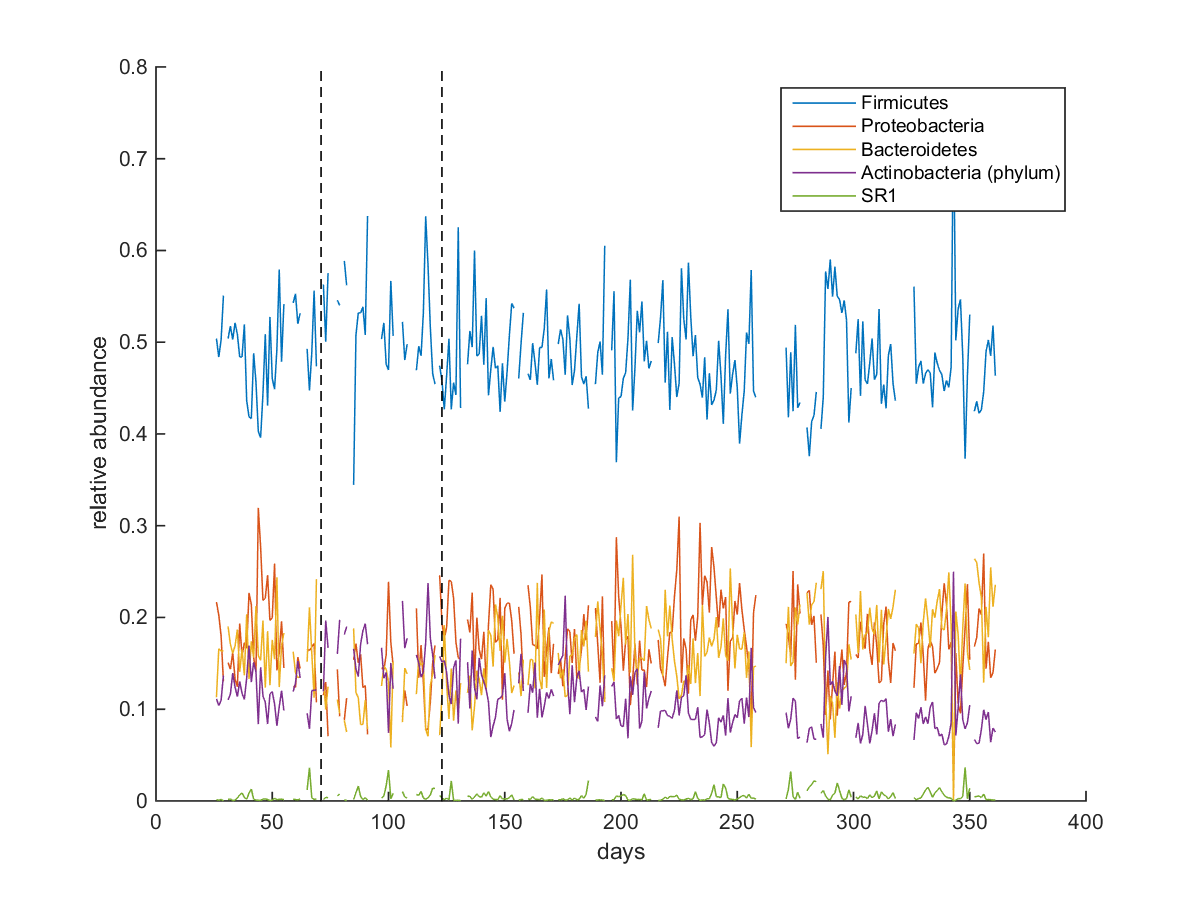 0.8
0.7
0.6
0.5
0.4
0.3
0.2
0.1
0
relative abundance
0 50 100 150 200 250 300 350 400
days
Firmicutes
Proteobacteria
Bacteroidetes
Actinobacteria (phylum)
SR1